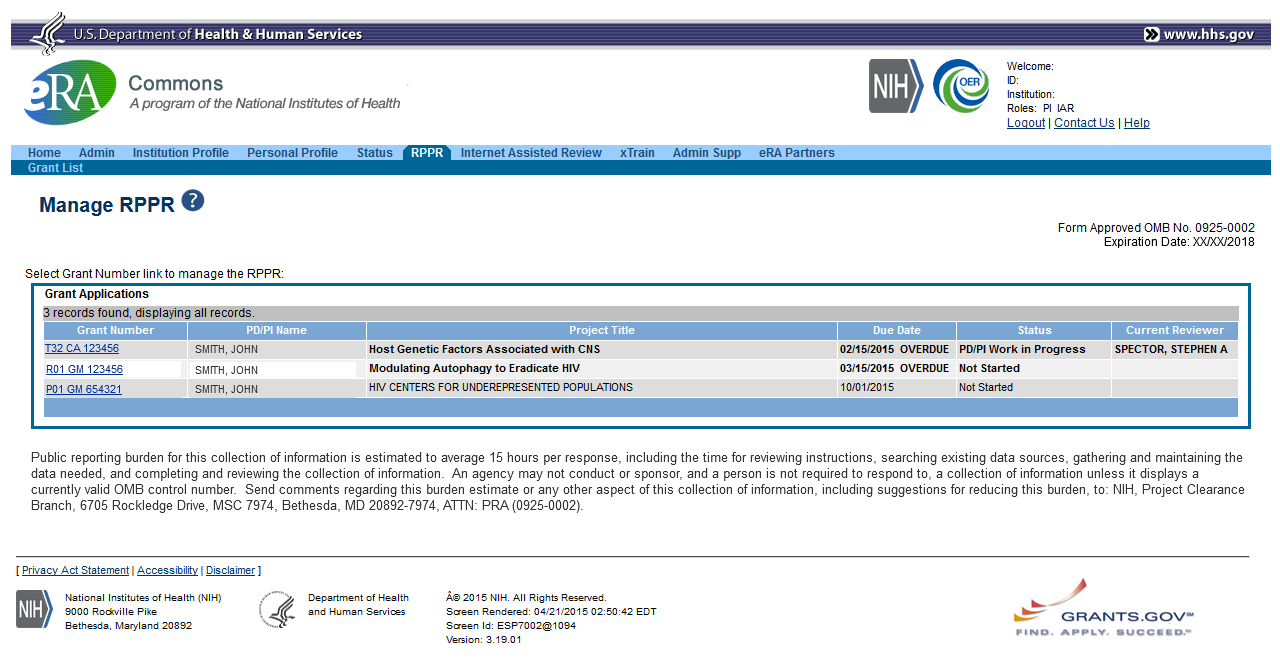 U.S. Department of Health & Human Services
www.hhs.gov
eRA
Commons
A program of the National Institutes of Health
NIH
OER
Welcome:
ID:
Institution:
Roles: PI IAR
Logout | Contact Us | Help
Home Admin Institution Profile Personal Profile Status RPPR Internet Assisted Review xTrain Admin Supp eRA Partners
Grant List
Manage RPPR ?
Form Approved OMB No. 0925-0002
Expiration Date: XX/XX/2018
Select Grant Number link to manage the RPPR:
Grant Applications
3 records found, displaying all records.
Grant Number PD/PI Name Project Title Due Date Status Current Reviewer
T32 CA 123456 SMITH, JOHN Host Genetic Factors Associated with CNS 02/15/2015 OVERDUE PD/PI Work in Progress SPECTOR, STEPHEN A
R01 GM 123456 SMITH, JOHN Modulating Autophagy to Eradicate HIV 03/15/2015 OVERDUE Not Started
P01 GM 654321 SMITH, JOHN HIV CENTERS FOR UNDEREPRESENTED POPULATIONS 10/01/2015 Not Started
Public reporting burden for this collection of information is estimated to average 15 hours per response, including the time for reviewing instructions, searching existing data sources, gathering and maintaining the
data needed, and completing and reviewing the collection of information. An agency may not conduct or sponsor, and a person is not required to respond to, a collection of information unless it displays a
currently valid OMB control number. Send comments regarding this burden estimate or any other aspect of this collection of information, including suggestions for reducing this burden, to: NIH, Project Clearance
Branch, 6705 Rockledge Drive, MSC 7974, Bethesda, MD 20892-7974, ATTN: PRA (0925-0002).
[ Privacy Act Statement | Accessibility | Disclaimer ]
NIH
National Institutes of Health (NIH)
9000 Rockville Pike
Bethesda, Maryland 20892
Department of Health
and Human Services
Â© 2015 NIH. All Rights Reserved.
Screen Rendered: 04/21/2015 02:50:42 EDT
Screen Id: ESP7002@1094
Version: 3.19.01
GRANTS.GOV℠
FIND. APPLY. SUCCEED.℠